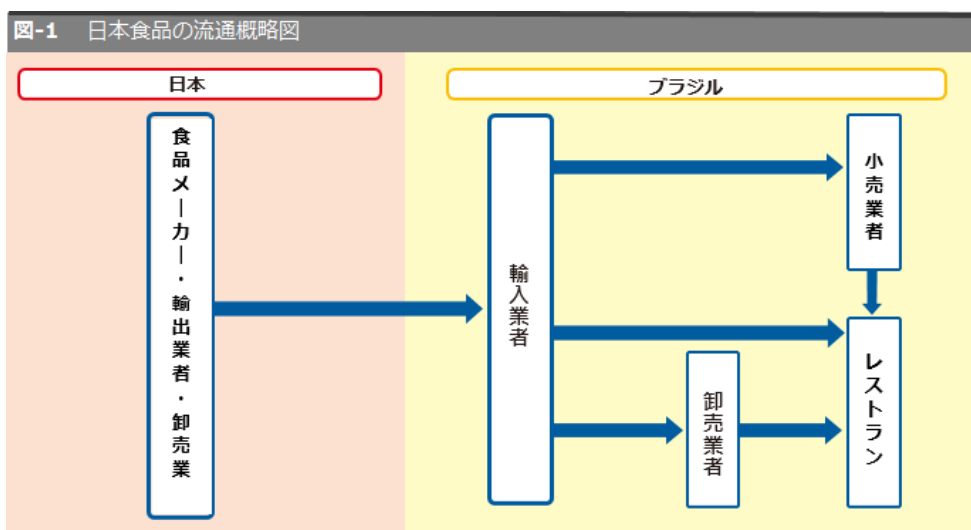 図-1 日本食品の流通概略図
日本
ブラジル
食品メーカー・輸出業者・卸売業
輸入業者
小売業者
卸売業者
レストラン